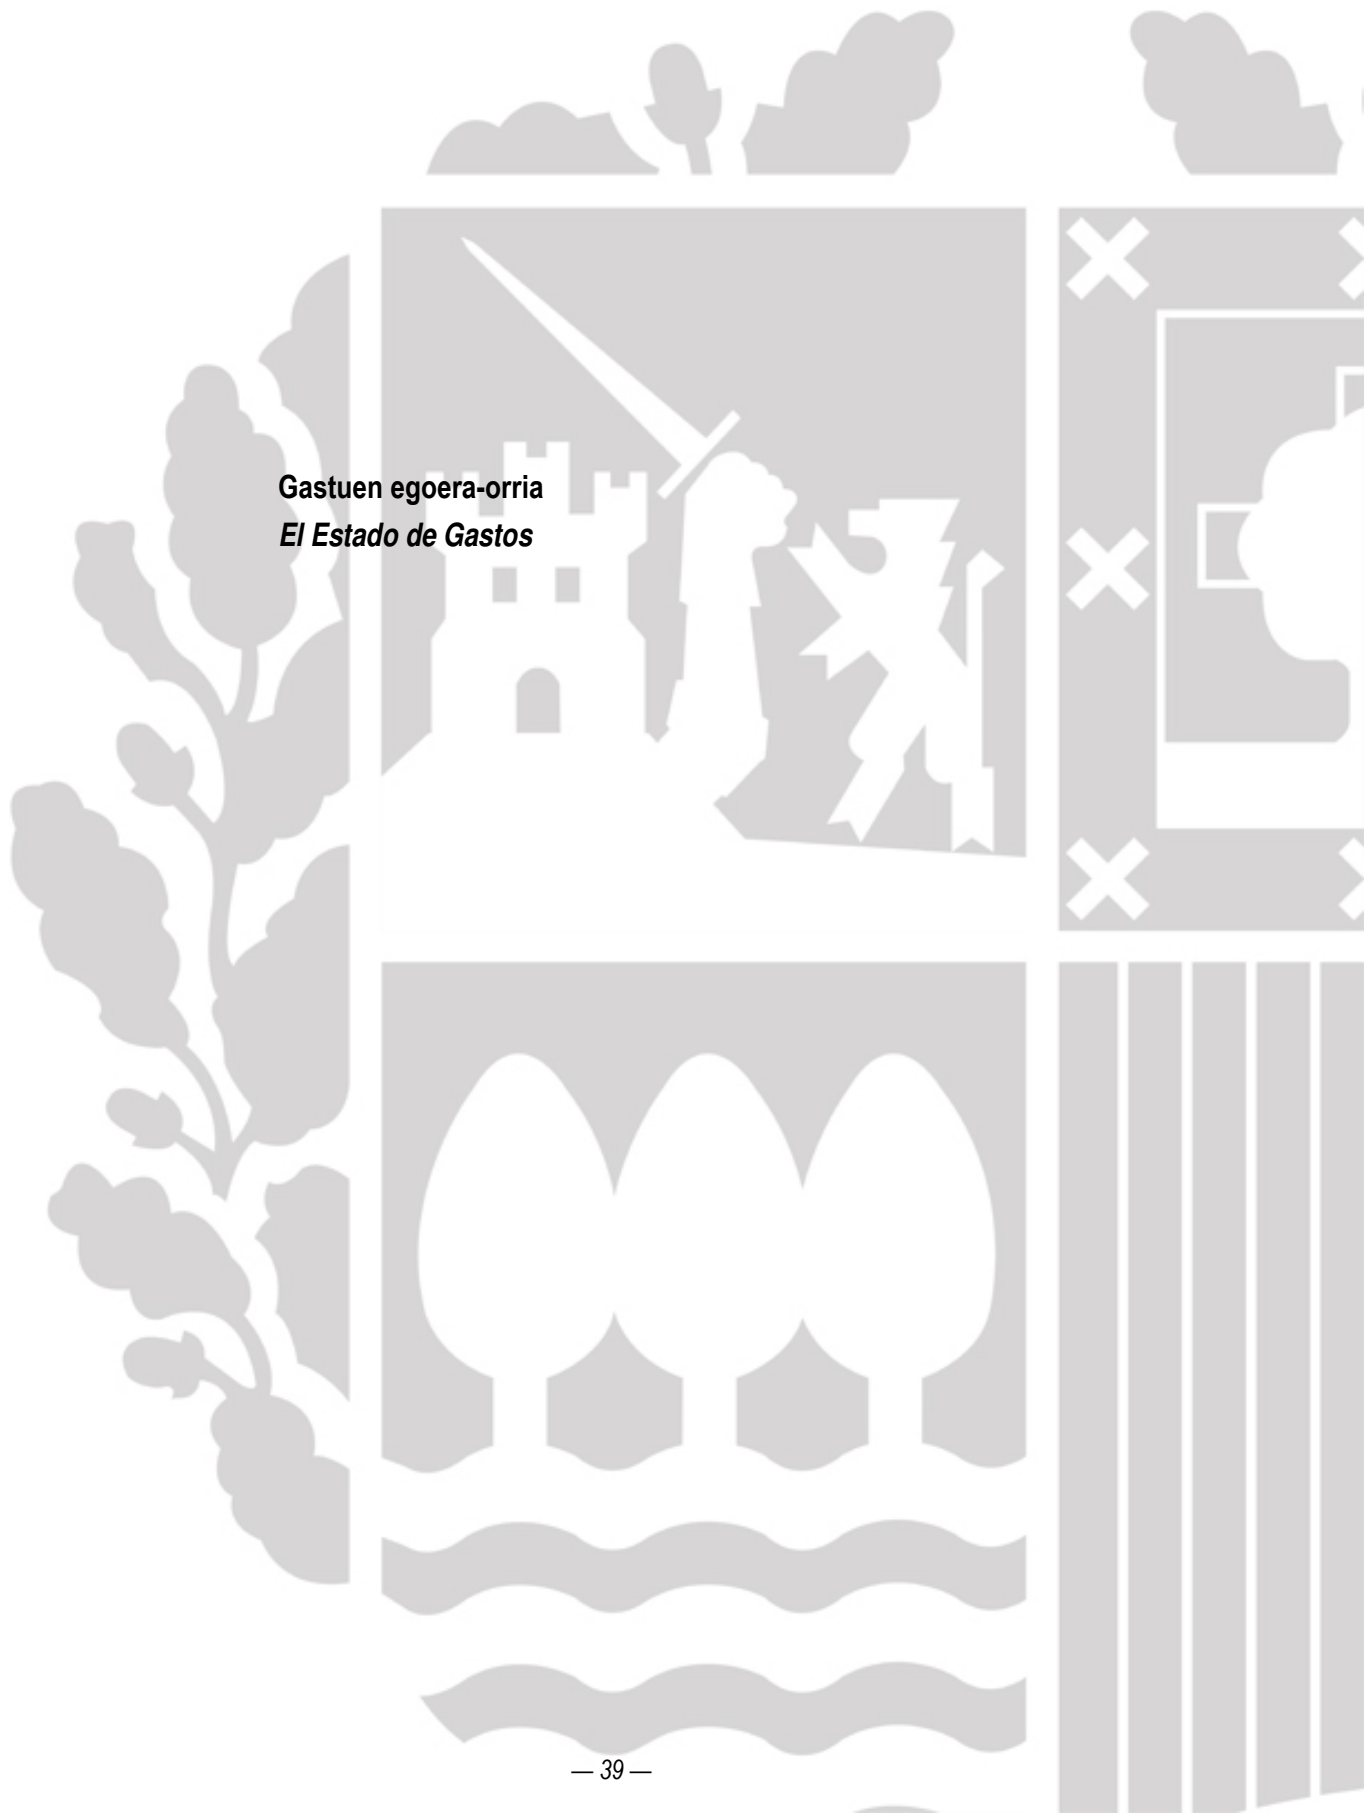 Gastuen egoera-orria
El Estado de Gastos
— 39 —